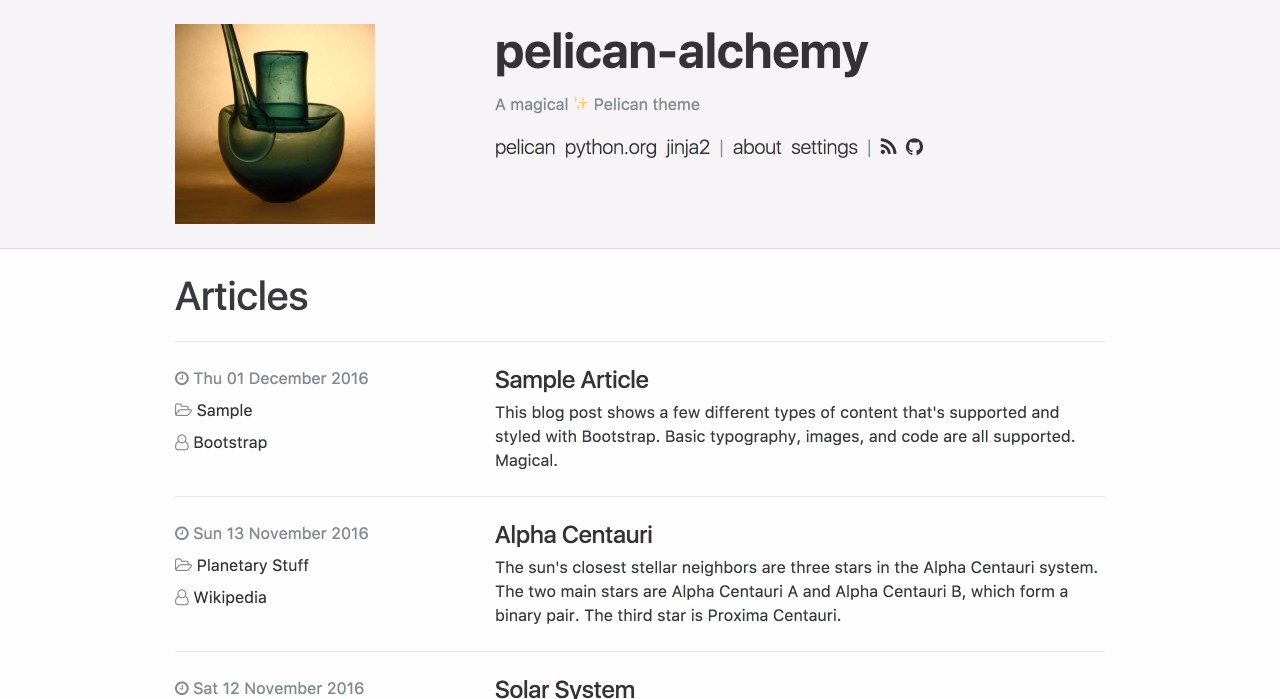 pelican-alchemy
A magical ✨ Pelican theme
pelican python.org jinja2 | about settings |
Articles
Thu 01 December 2016
Sample
Bootstrap
Sample Article
This blog post shows a few different types of content that's supported and
styled with Bootstrap. Basic typography, images, and code are all supported.
Magical.
Sun 13 November 2016
Planetary Stuff
Wikipedia
Alpha Centauri
The sun's closest stellar neighbors are three stars in the Alpha Centauri system.
The two main stars are Alpha Centauri A and Alpha Centauri B, which form a
binary pair. The third star is Proxima Centauri.
Sat 12 November 2016
Solar System